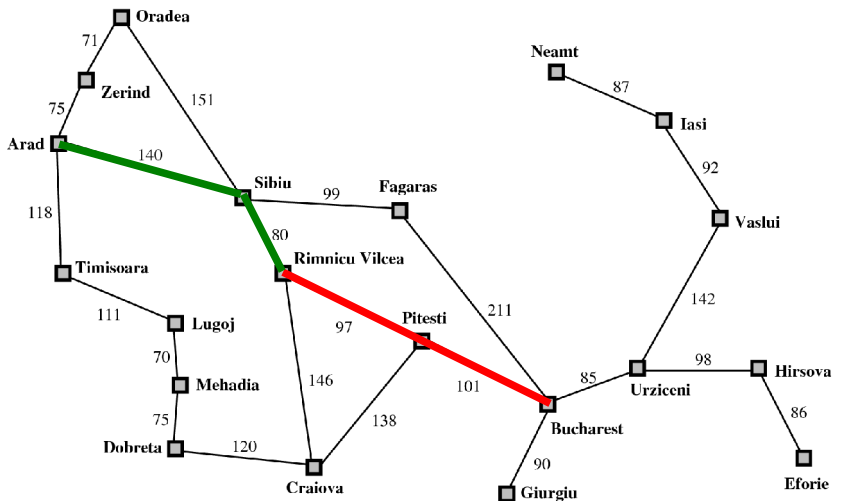 Oradea
71
Neamt
87
Zerind
151
75
Iasi
Arad
140
92
Sibiu
99
Fagaras
118
80
Vaslui
Rimnicu Vilcea
Timisoara
142
111
211
Lugoj
97
Pitesti
70
98
146
101
85
Hirsova
Mehadia
Urziceni
75
138
86
Bucharest
Dobreta
120
90
Craiova
Eforie
Giurgiu